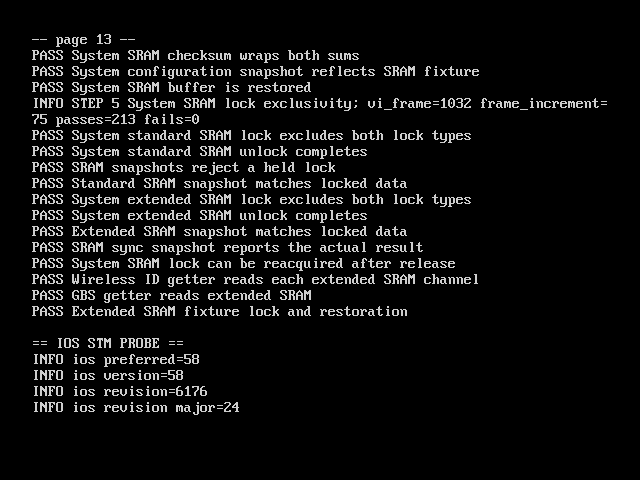 -- page 13 --
PASS System SRAM checksum wraps both sums
PASS System configuration snapshot reflects SRAM fixture
PASS System SRAM buffer is restored
INFO STEP 5 System SRAM lock exclusivity; vi_frame=1032 frame_increment=
75 passes=213 fails=0
PASS System standard SRAM lock excludes both lock types
PASS System standard SRAM unlock completes
PASS SRAM snapshots reject a held lock
PASS Standard SRAM snapshot matches locked data
PASS System extended SRAM lock excludes both lock types
PASS System extended SRAM unlock completes
PASS Extended SRAM snapshot matches locked data
PASS SRAM sync snapshot reports the actual result
PASS System SRAM lock can be reacquired after release
PASS Wireless ID getter reads each extended SRAM channel
PASS GBS getter reads extended SRAM
PASS Extended SRAM fixture lock and restoration
== IOS STM PROBE ==
INFO ios preferred=58
INFO ios version=58
INFO ios revision=6176
INFO ios revision major=24